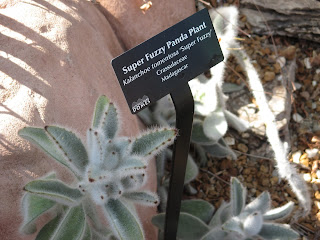 Super Fuzzy Panda Plant
Kalanchoe tomentosa 'Super Fuzzy'
Crassulaceae
Madagascar